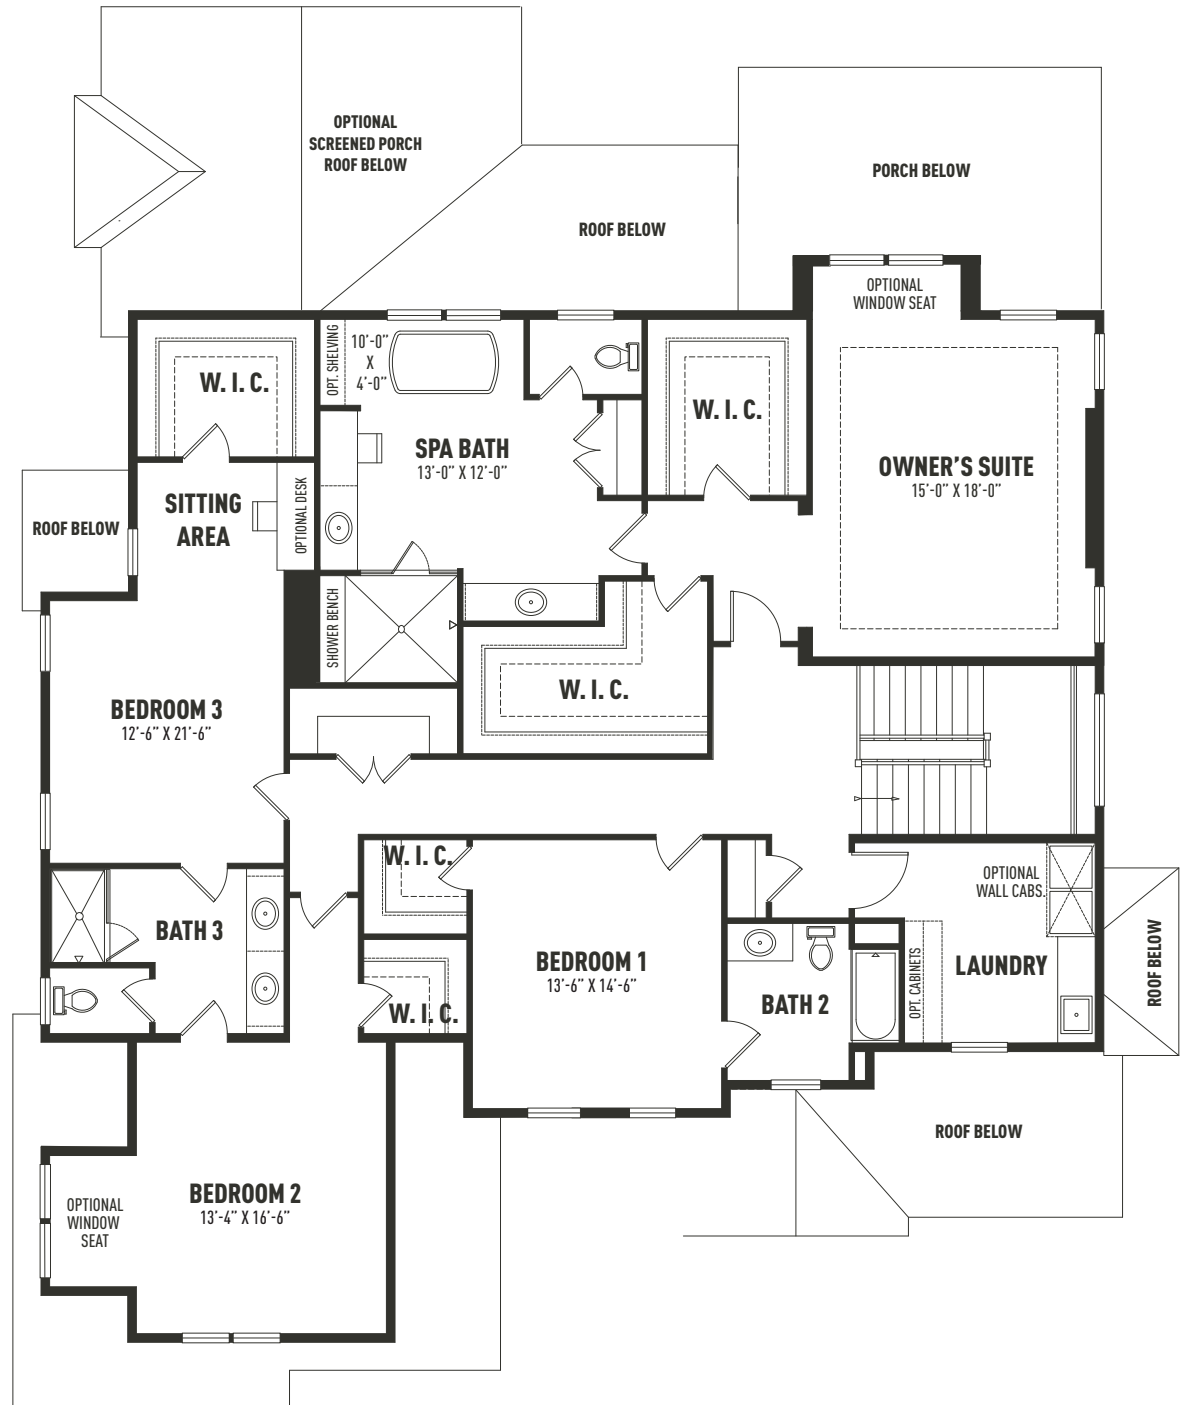 OPTIONAL
SCREENED PORCH
ROOF BELOW
PORCH BELOW
ROOF BELOW
OPTIONAL
WINDOW SEAT
OPT. SHELVING
10'-0"
X
4'-0"
W. I. C.
W. I. C.
SPA BATH
13'-0" X 12'-0"
OWNER'S SUITE
15'-0" X 18'-0"
SITTING
AREA
OPTIONAL DESK
ROOF BELOW
SHOWER BENCH
W. I. C.
BEDROOM 3
12'-6" X 21'-6"
W. I. C.
OPTIONAL
WALL CABS.
BATH 3
BEDROOM 1
13'-6" X 14'-6"
LAUNDRY
ROOF BELOW
OPT. CABINETS
BATH 2
W. I. C.
ROOF BELOW
BEDROOM 2
13'-4" X 16'-6"
OPTIONAL
WINDOW
SEAT